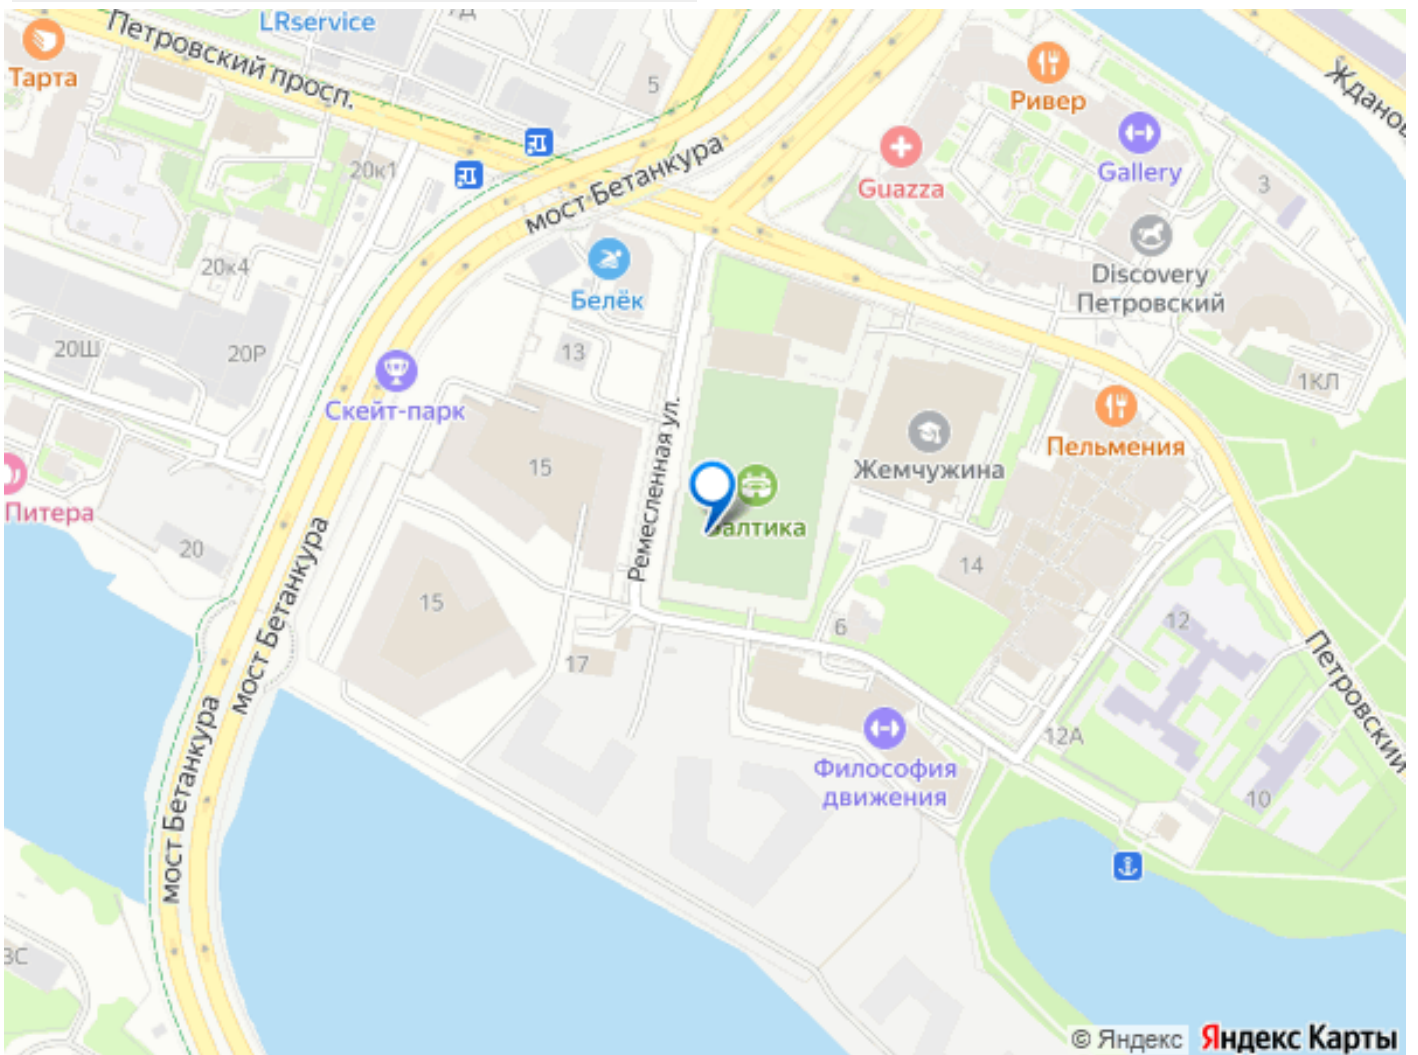 LRservice
Петровский просп.
Тарта
5
Ривер
Жданов
Gallery
Guazza
3
20к1
мост Бетанкура
20к4
Белёк
Discovery
Петровский
20Ш
20Р
13
1КЛ
Скейт-парк
Ремесленная ул.
Пельмения
Жемчужина
15
Питера
алтика
20
мост Бетанкура
14
15
6
12
17
Петровский
мост Бетанкура
12А
Философия
движения
10
3С
© Яндекс Яндекс Карты